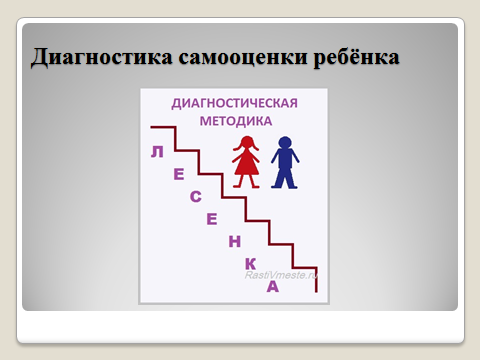 Диагностика самооценки ребёнка
ДИАГНОСТИЧЕСКАЯ
МЕТОДИКА
Л
Е
С
Е
Н
К
А
RastiVmeste.ru